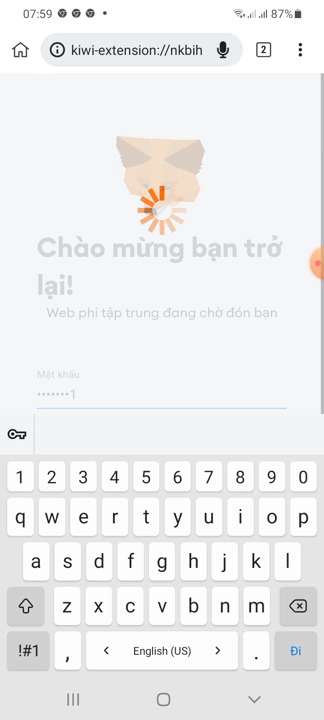 07:59
87%
kiwi-extension://nkbih
2
Chào mừng bạn trở
lại!
Web phi tập trung đang chờ đón bạn
Mật khẩu
•••••••1
1 2 3 4 5 6 7 8 9 0
q w e r t y u i o p
a s d f g h j k l
z x c v b n m
!#1 , < English (US) > . Đi